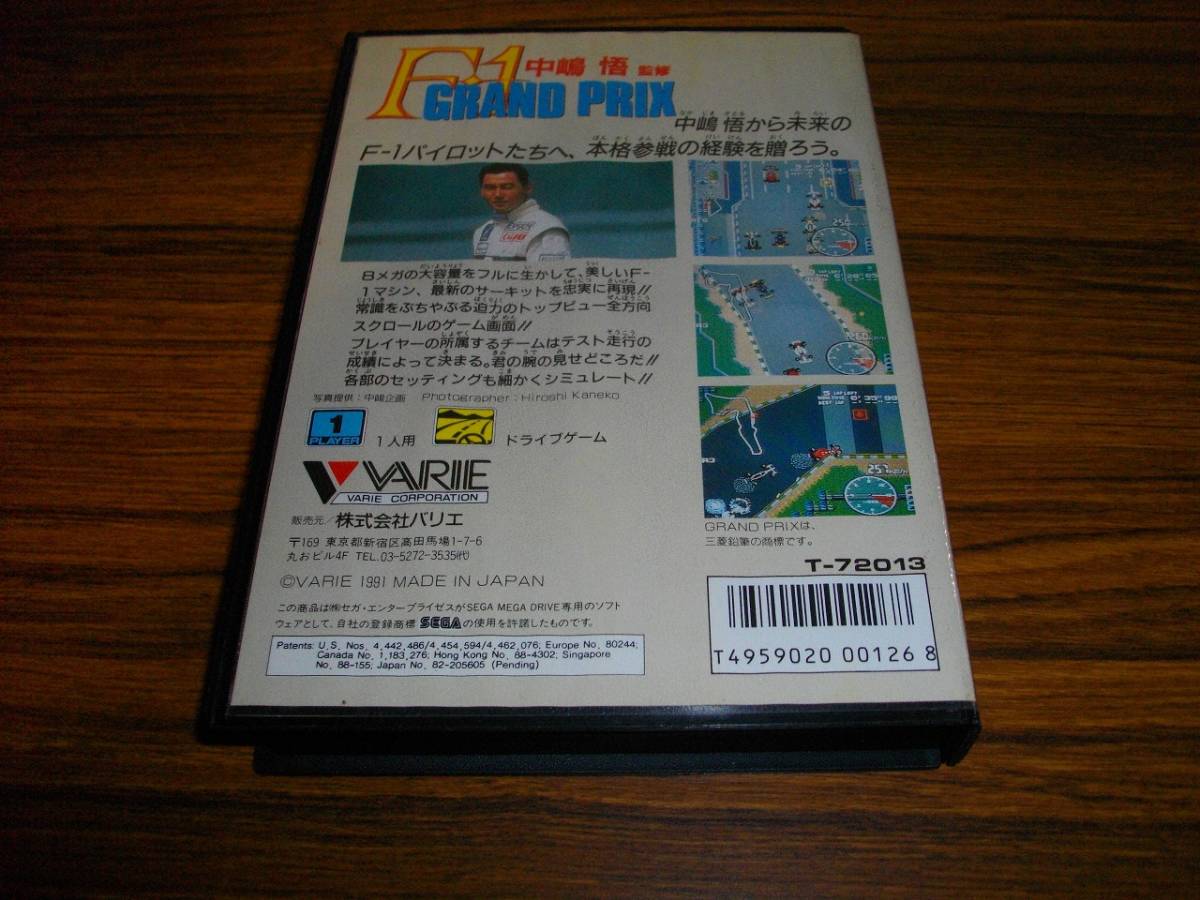 F-1 中嶋 悟 監修
GRAND PRIX
中嶋 悟から未来の
F-1パイロットたちへ、本格参戦の経験を贈ろう。
8メガの大容量をフルに生かして、美しいF-
1マシン、最新のサーキットを忠実に再現!!
常識をぶちやぶる迫力のトップビュー全方向
スクロールのゲーム画面!!
プレイヤーの所属するチームはテスト走行の
成績によって決まる。君の腕の見せどころだ!!
各部のセッティングも細かくシミュレート!!
写真提供:中嶋企画 Photographer:Hiroshi Kaneko
1
PLAYER
1人用
ドライブゲーム
VARIE
VARIE CORPORATION
販売元/株式会社バリエ
〒169 東京都新宿区高田馬場1-7-6
丸おビル4F TEL.03-5272-3535㈹
©VARIE 1991 MADE IN JAPAN
この商品は㈱セガ・エンタープライゼスがSEGA MEGA DRIVE専用のソフト
ウェアとして、自社の登録商標 SEGA の使用を許諾したものです。
Patents: U.S. Nos. 4,442,486/4,454,594/4,462,076; Europe No. 80244;
Canada No. 1,183,276; Hong Kong No. 88-4302; Singapore
No. 88-155; Japan No. 82-205605 (Pending)
GRAND PRIXは、
三菱鉛筆の商標です。
T-72013
T4959020 00126 8